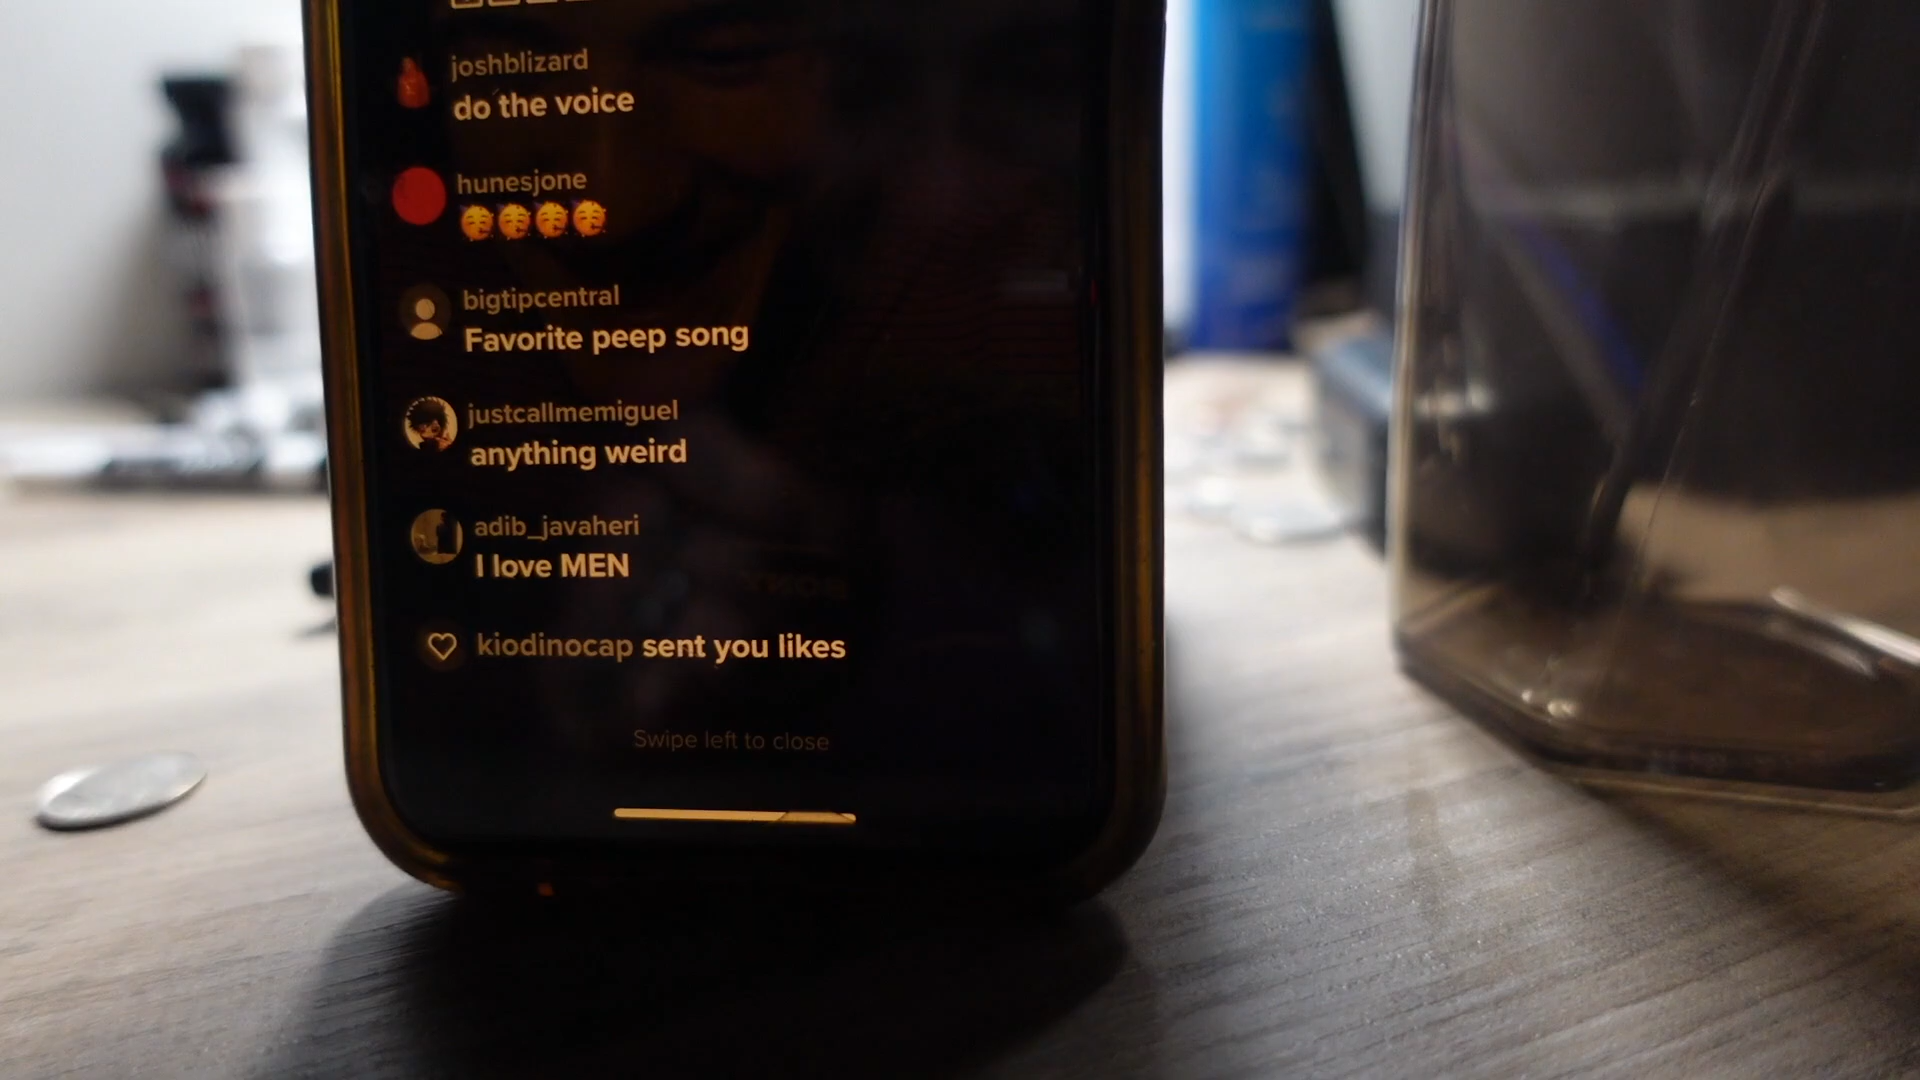 joshblizard
do the voice
hunesjone
🥳🥳🥳🥳
bigtipcentral
Favorite peep song
justcallmemiguel
anything weird
adib_javaheri
I love MEN
kiodinocap sent you likes
Swipe left to close